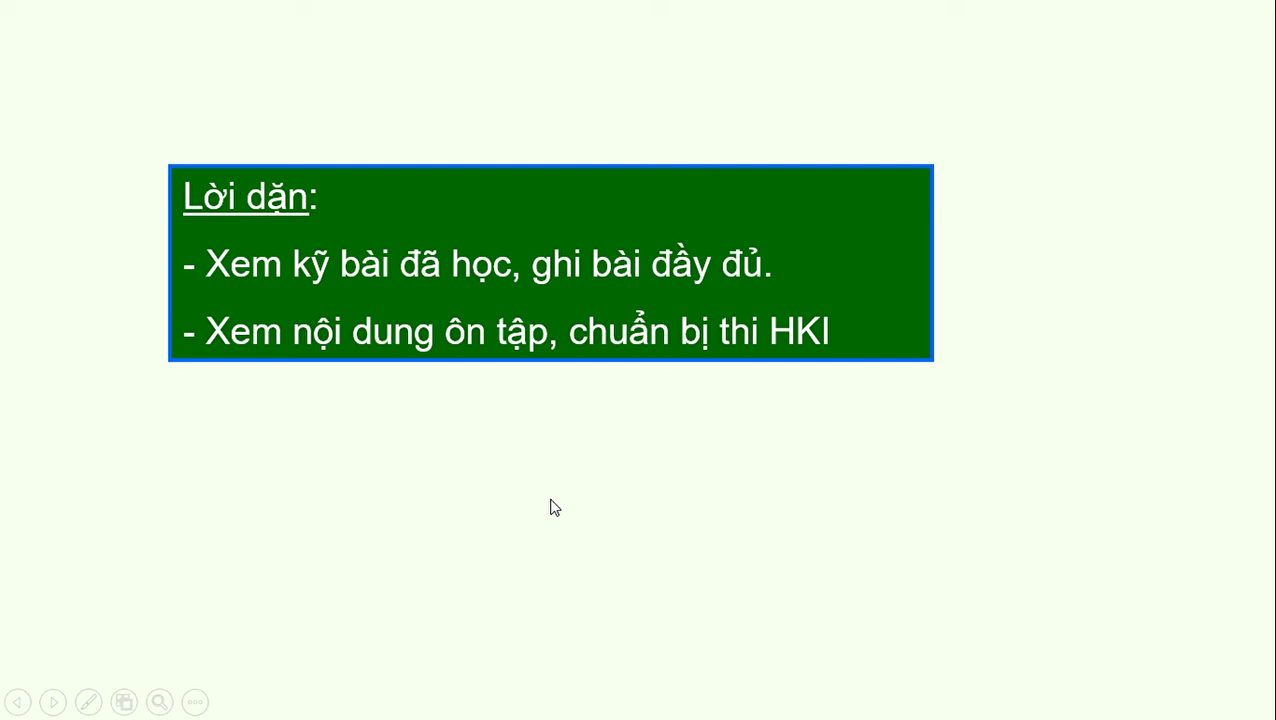 Lời dặn:
- Xem kỹ bài đã học, ghi bài đầy đủ.
- Xem nội dung ôn tập, chuẩn bị thi HKI